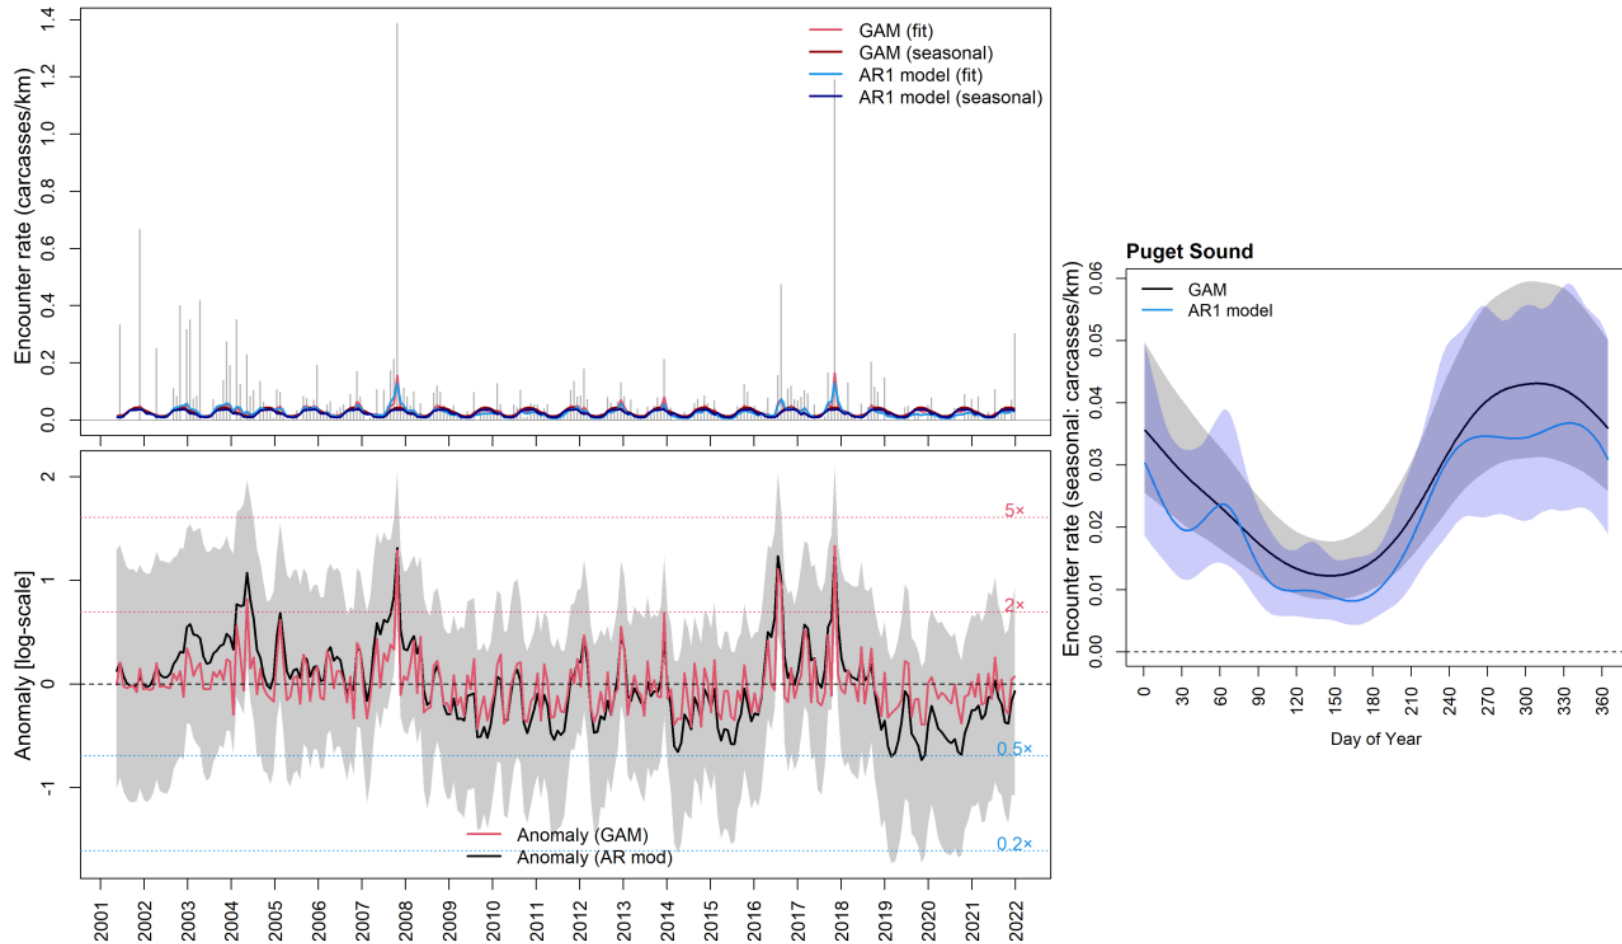 Encounter rate (carcasses/km)
1.4
1.2
1.0
0.8
0.6
0.4
0.2
0.0
GAM (fit)
GAM (seasonal)
AR1 model (fit)
AR1 model (seasonal)
Anomaly [log-scale]
2
1
0
-1
5×
2×
0.5×
0.2×
Anomaly (GAM)
Anomaly (AR mod)
2001 2002 2003 2004 2005 2006 2007 2008 2009 2010 2011 2012 2013 2014 2015 2016 2017 2018 2019 2020 2021 2022
Puget Sound
Encounter rate (seasonal: carcasses/km)
0.06
0.05
0.04
0.03
0.02
0.01
0.00
GAM
AR1 model
0 30 60 90 120 150 180 210 240 270 300 330 360
Day of Year